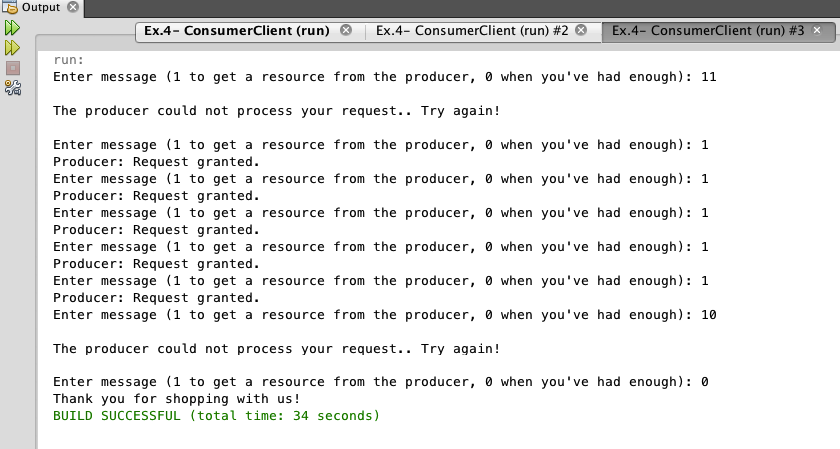 Output
Ex.4- ConsumerClient (run) Ex.4- ConsumerClient (run) #2 Ex.4- ConsumerClient (run) #3
run:
Enter message (1 to get a resource from the producer, 0 when you've had enough): 11
The producer could not process your request.. Try again!
Enter message (1 to get a resource from the producer, 0 when you've had enough): 1
Producer: Request granted.
Enter message (1 to get a resource from the producer, 0 when you've had enough): 1
Producer: Request granted.
Enter message (1 to get a resource from the producer, 0 when you've had enough): 1
Producer: Request granted.
Enter message (1 to get a resource from the producer, 0 when you've had enough): 1
Producer: Request granted.
Enter message (1 to get a resource from the producer, 0 when you've had enough): 1
Producer: Request granted.
Enter message (1 to get a resource from the producer, 0 when you've had enough): 10
The producer could not process your request.. Try again!
Enter message (1 to get a resource from the producer, 0 when you've had enough): 0
Thank you for shopping with us!
BUILD SUCCESSFUL (total time: 34 seconds)